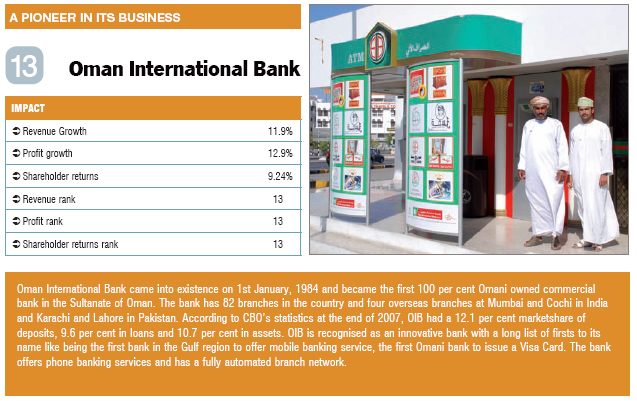 A PIONEER IN ITS BUSINESS
13 Oman International Bank
IMPACT
Revenue Growth 11.9%
Profit growth 12.9%
Shareholder returns 9.24%
Revenue rank 13
Profit rank 13
Shareholder returns rank 13
ATM الصراف الآلي
Oman International Bank came into existence on 1st January, 1984 and became the first 100 per cent Omani owned commercial
bank in the Sultanate of Oman. The bank has 82 branches in the country and four overseas branches at Mumbai and Cochi in India
and Karachi and Lahore in Pakistan. According to CBO's statistics at the end of 2007, OIB had a 12.1 per cent marketshare of
deposits, 9.6 per cent in loans and 10.7 per cent in assets. OIB is recognised as an innovative bank with a long list of firsts to its
name like being the first bank in the Gulf region to offer mobile banking service, the first Omani bank to issue a Visa Card. The bank
offers phone banking services and has a fully automated branch network.